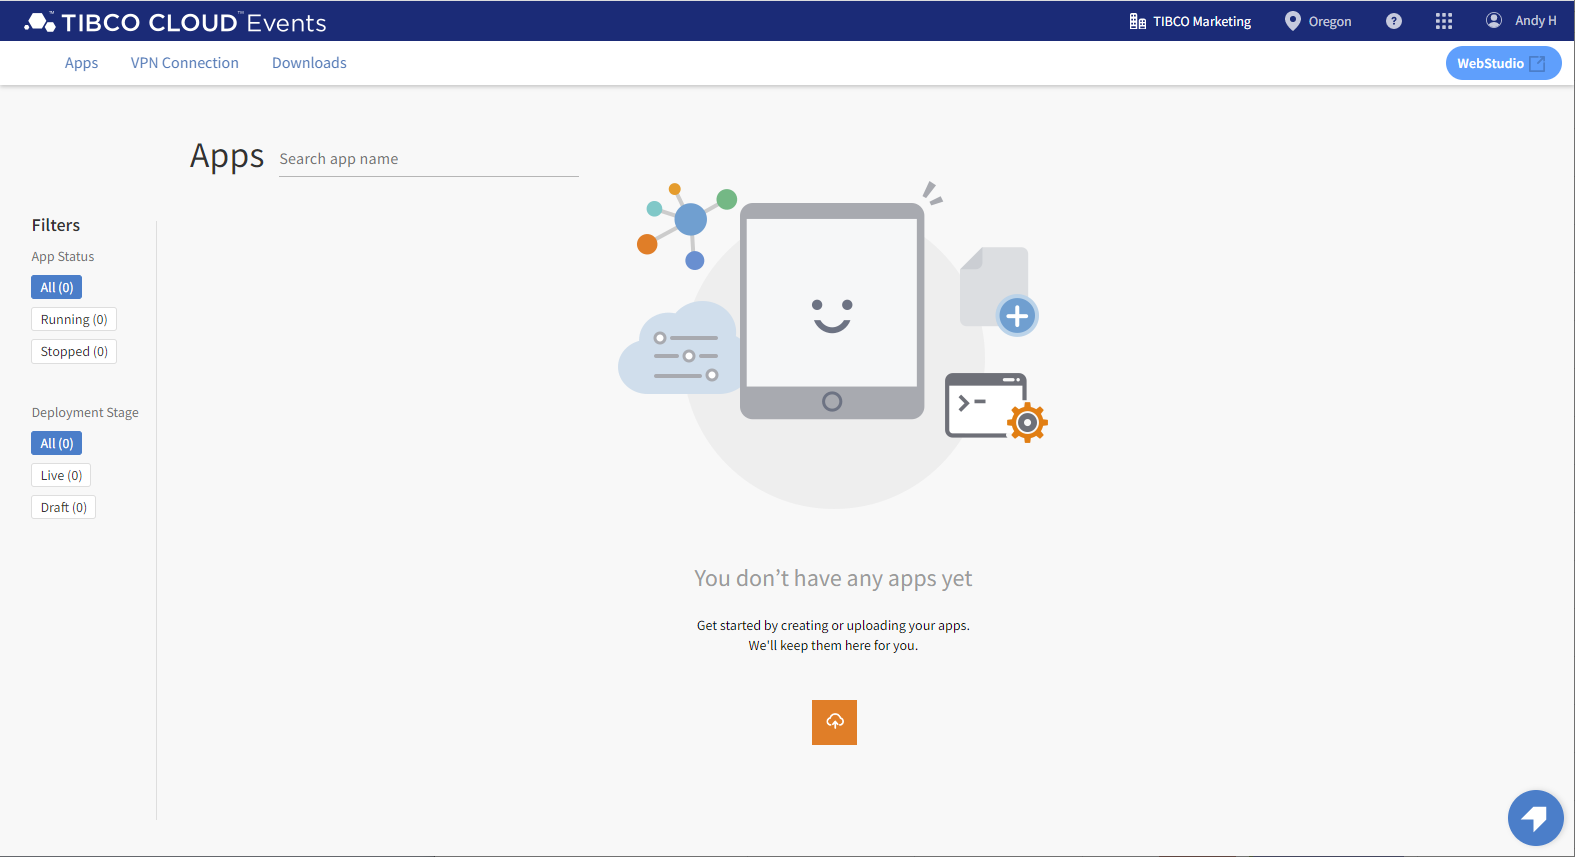 TIBCO CLOUD™ Events
TIBCO Marketing
Oregon
?
Andy H
Apps
VPN Connection
Downloads
WebStudio
Apps
Search app name
Filters
App Status
All (0)
Running (0)
Stopped (0)
Deployment Stage
All (0)
Live (0)
Draft (0)
You don’t have any apps yet
Get started by creating or uploading your apps.
We'll keep them here for you.